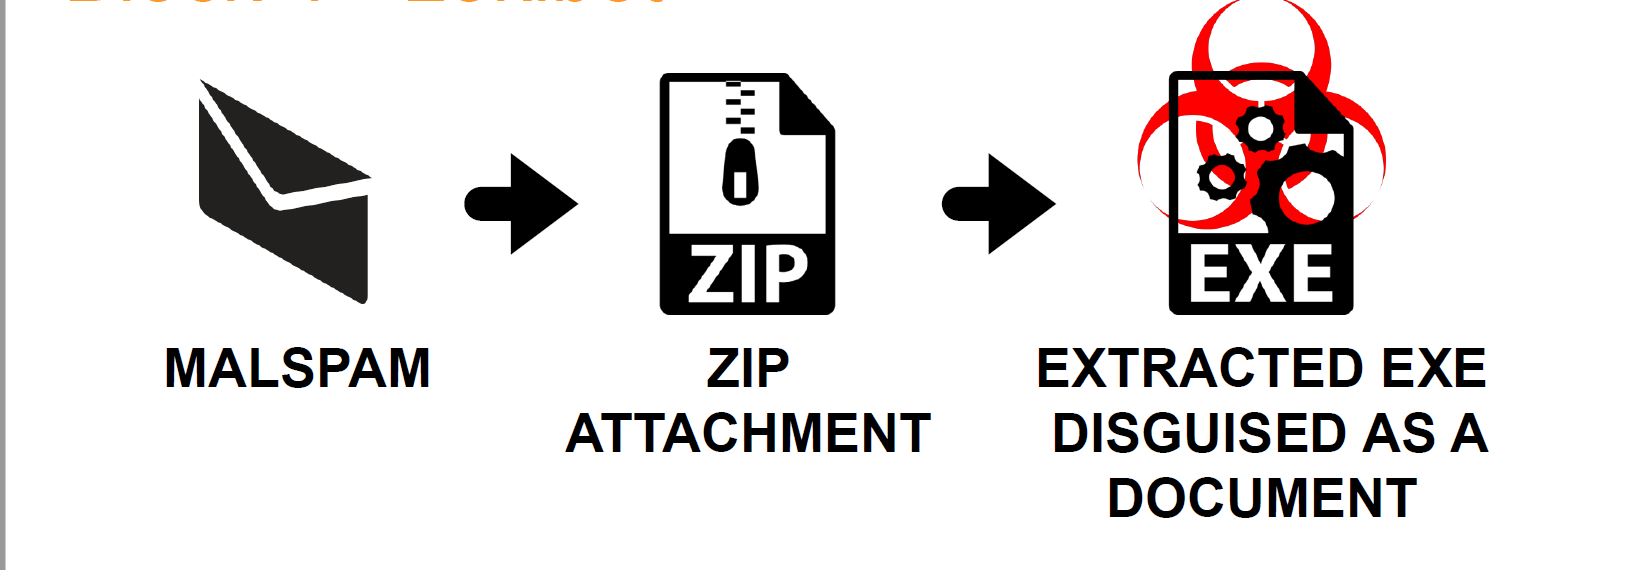 ZIP
EXE
MALSPAM
ZIP
ATTACHMENT
EXTRACTED EXE
DISGUISED AS A
DOCUMENT